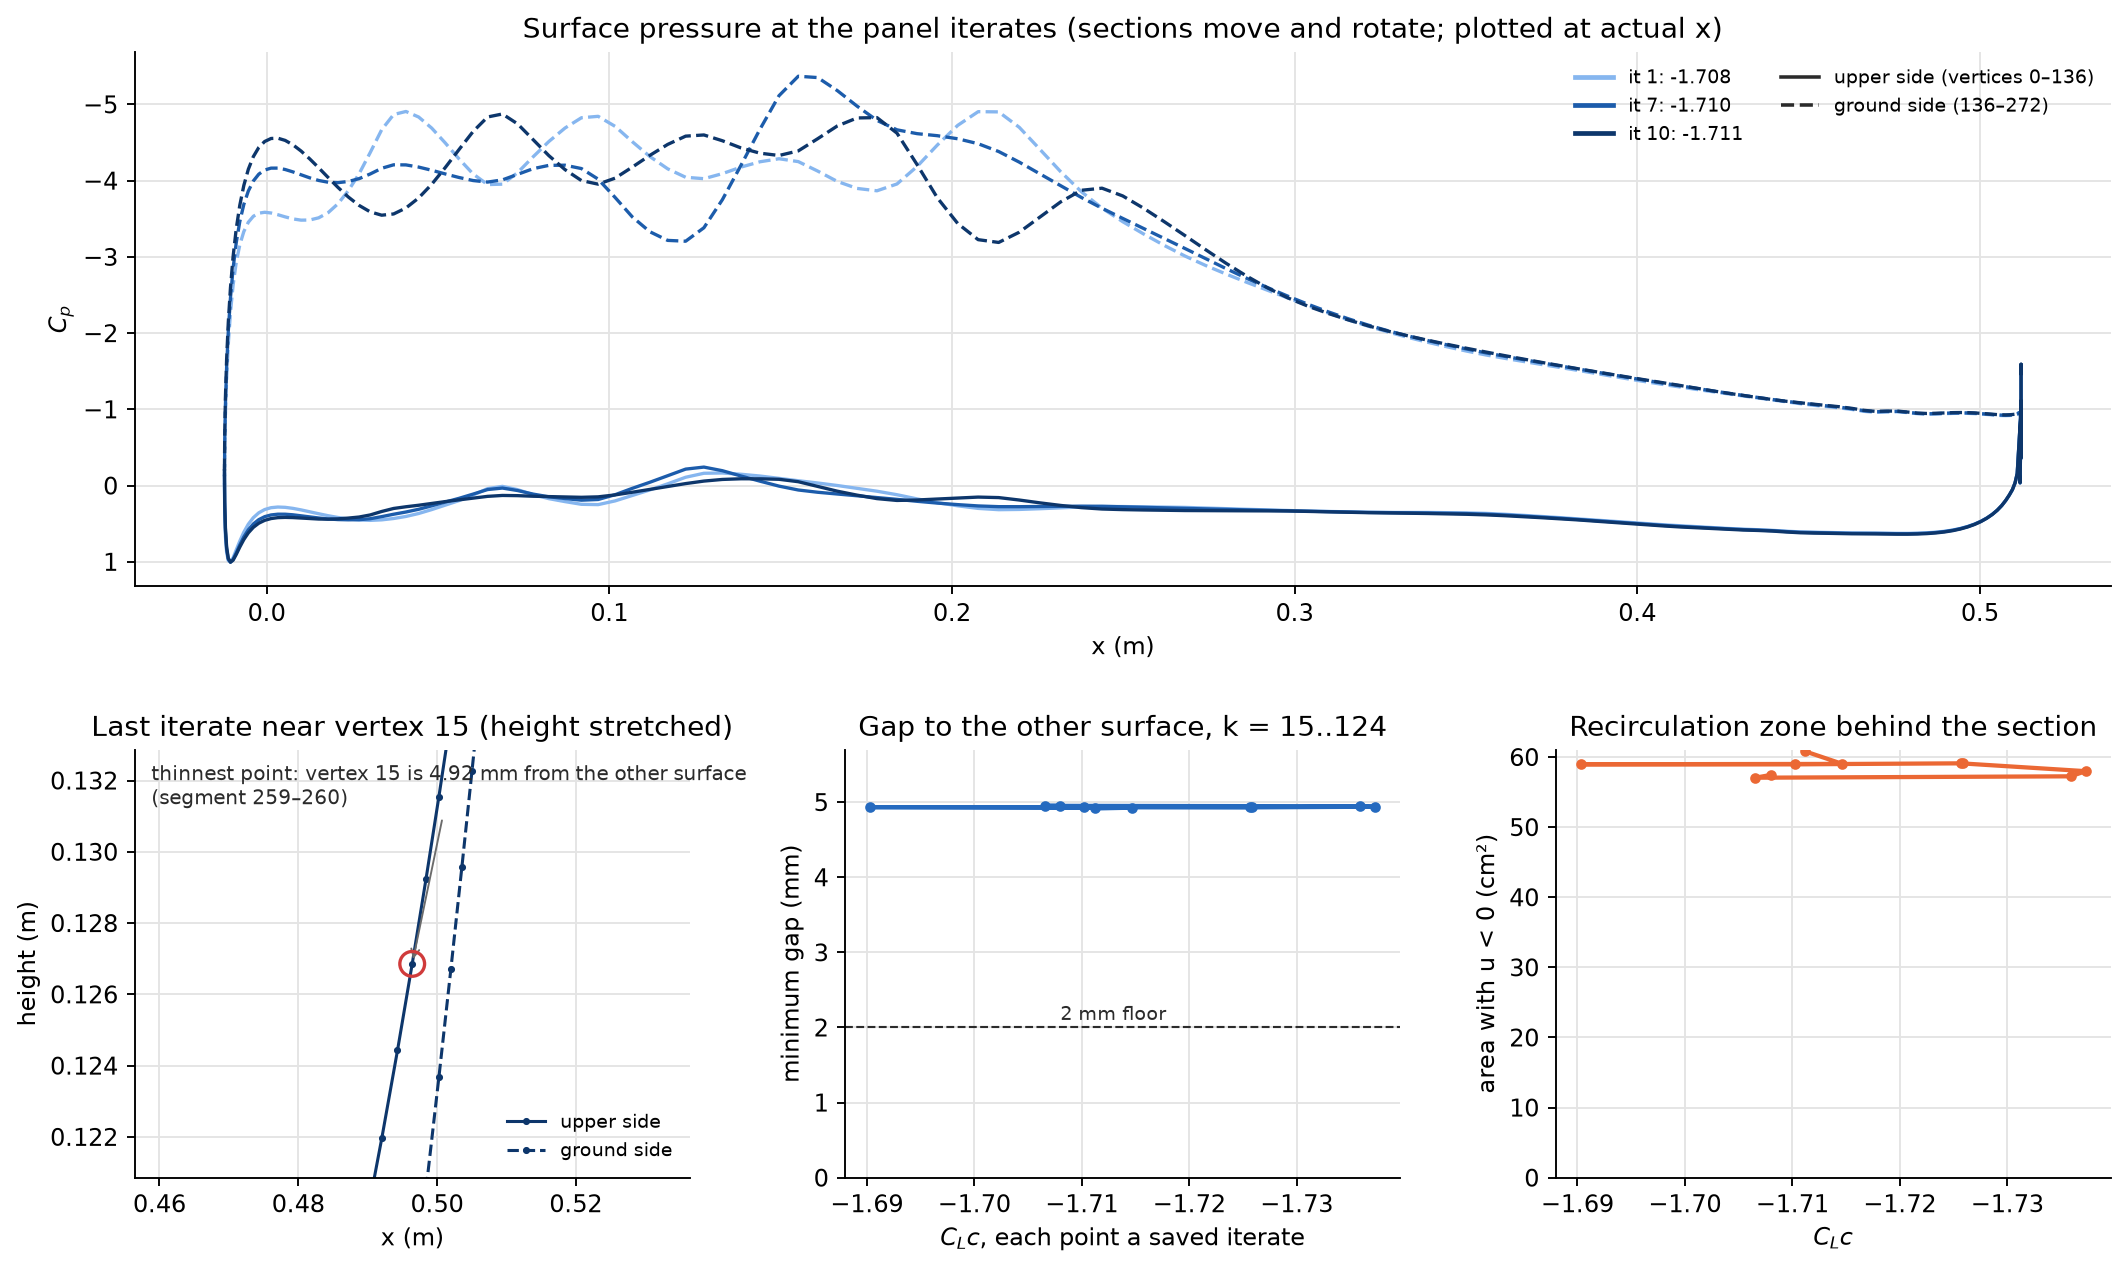 Surface pressure at the panel iterates (sections move and rotate; plotted at actual x)
it 1: -1.708
it 7: -1.710
it 10: -1.711
upper side (vertices 0–136)
ground side (136–272)
−5
−4
−3
−2
−1
0
1
Cp
0.0
0.1
0.2
0.3
0.4
0.5
x (m)
Last iterate near vertex 15 (height stretched)
thinnest point: vertex 15 is 4.92 mm from the other surface
(segment 259–260)
0.132
0.130
0.128
0.126
0.124
0.122
height (m)
upper side
ground side
0.46
0.48
0.50
0.52
x (m)
Gap to the other surface, k = 15..124
5
4
3
2
1
0
minimum gap (mm)
2 mm floor
−1.69
−1.70
−1.71
−1.72
−1.73
CLc, each point a saved iterate
Recirculation zone behind the section
60
50
40
30
20
10
0
area with u < 0 (cm²)
−1.69
−1.70
−1.71
−1.72
−1.73
CLc